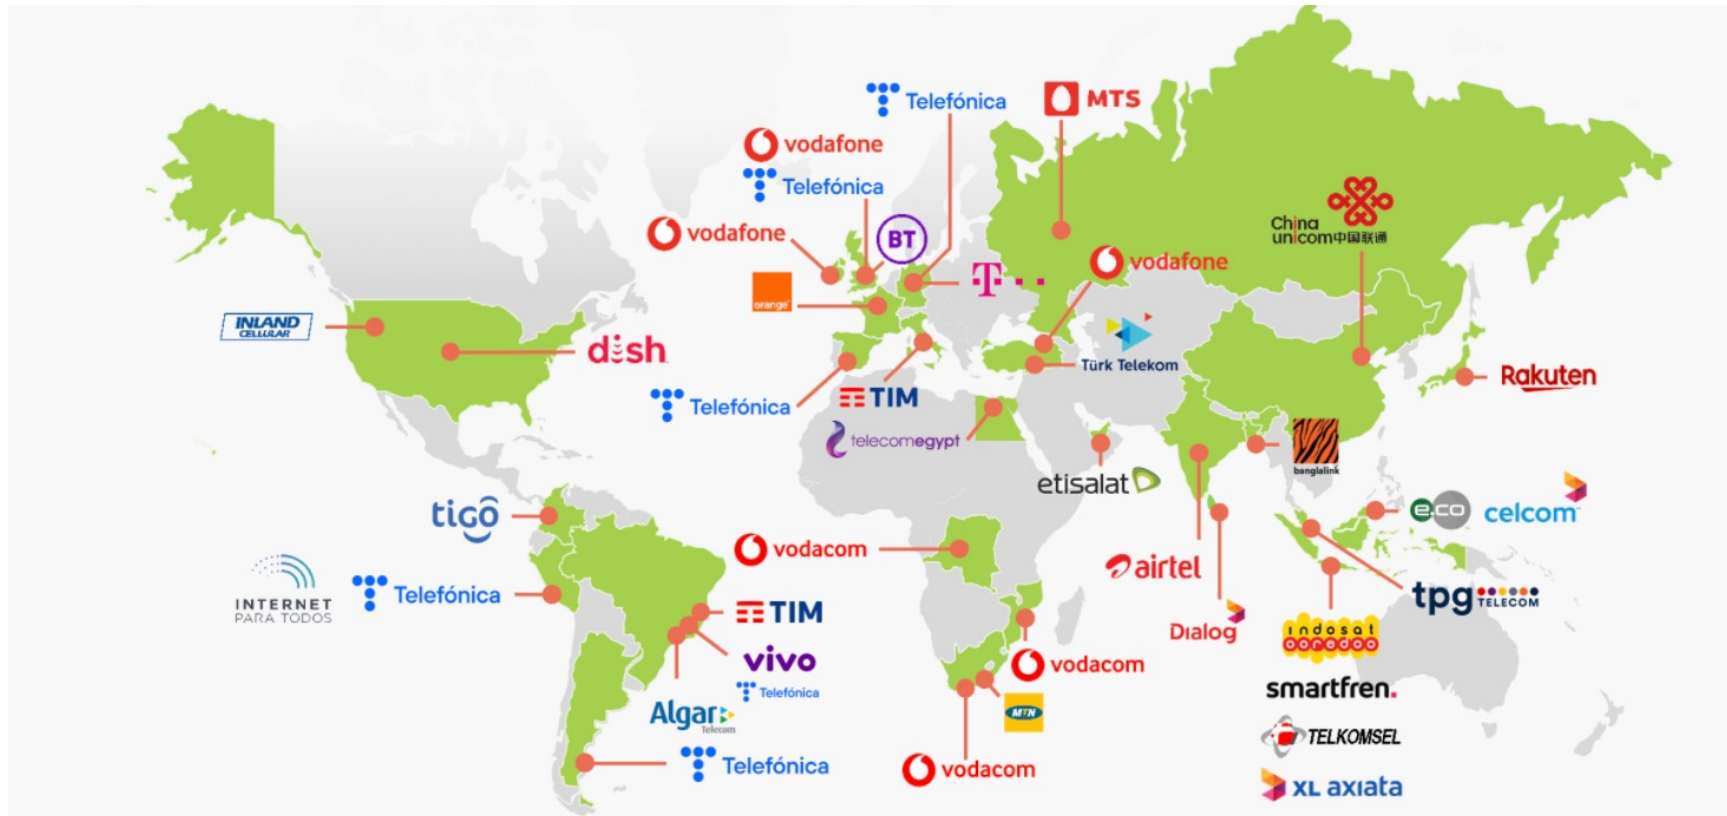 Telefónica
MTS
vodafone
Telefónica
vodafone
BT
China
unicom中国联通
orange™
T
vodafone
INLAND
CELLULAR
dish
Türk Telekom
Rakuten
Telefónica
TIM
telecomegypt
banglalink
etisalat
tigo
e.co
celcom
INTERNET
PARA TODOS
Telefónica
vodacom
airtel
tpg TELECOM
TIM
Dialog
indosat
ooredoo
vivo
Telefónica
vodacom
smartfren.
Algar
Telecom
MTN
TELKOMSEL
Telefónica
vodacom
XL axiata